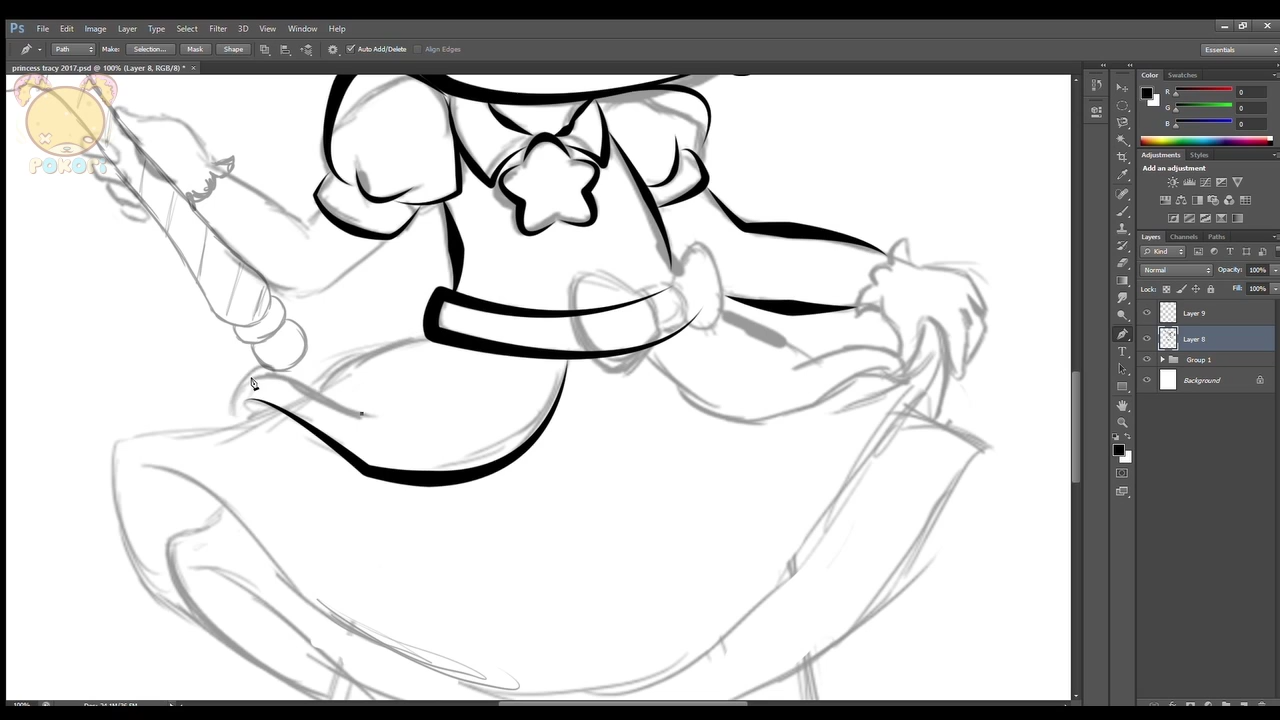 Ps File Edit Image Layer Type Select Filter 3D View Window Help
Path Make: Selection... Mask Shape Auto Add/Delete Align Edges Essentials
princess tracy 2017.psd @ 100% (Layer 8, RGB/8) * ×
POXORI
Color Swatches
R 0
G 0
B 0
Adjustments Styles
Add an adjustment
Layers Channels Paths
Kind
Normal Opacity: 100%
Lock: Fill: 100%
Layer 9
Layer 8
Group 1
Background